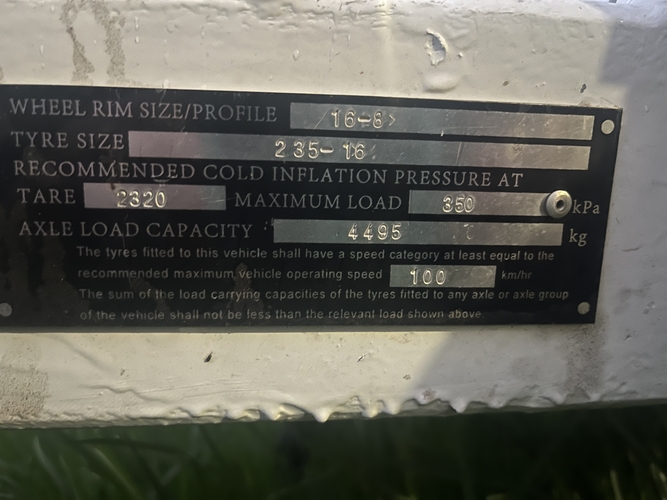 WHEEL RIM SIZE/PROFILE 16-6>
TYRE SIZE 235-16
RECOMMENDED COLD INFLATION PRESSURE AT
TARE 2320 MAXIMUM LOAD 350 kPa
AXLE LOAD CAPACITY 4495 kg
The tyres fitted to this vehicle shall have a speed category at least equal to the
recommended maximum vehicle operating speed 100 km/hr
The sum of the load carrying capacities of the tyres fitted to any axle or axle group
of the vehicle shall not be less than the relevant load shown above